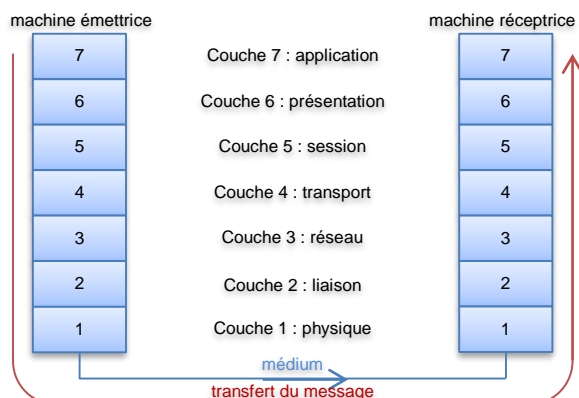 machine émettrice machine réceptrice
7 Couche 7 : application 7
6 Couche 6 : présentation 6
5 Couche 5 : session 5
4 Couche 4 : transport 4
3 Couche 3 : réseau 3
2 Couche 2 : liaison 2
1 Couche 1 : physique 1
médium
transfert du message